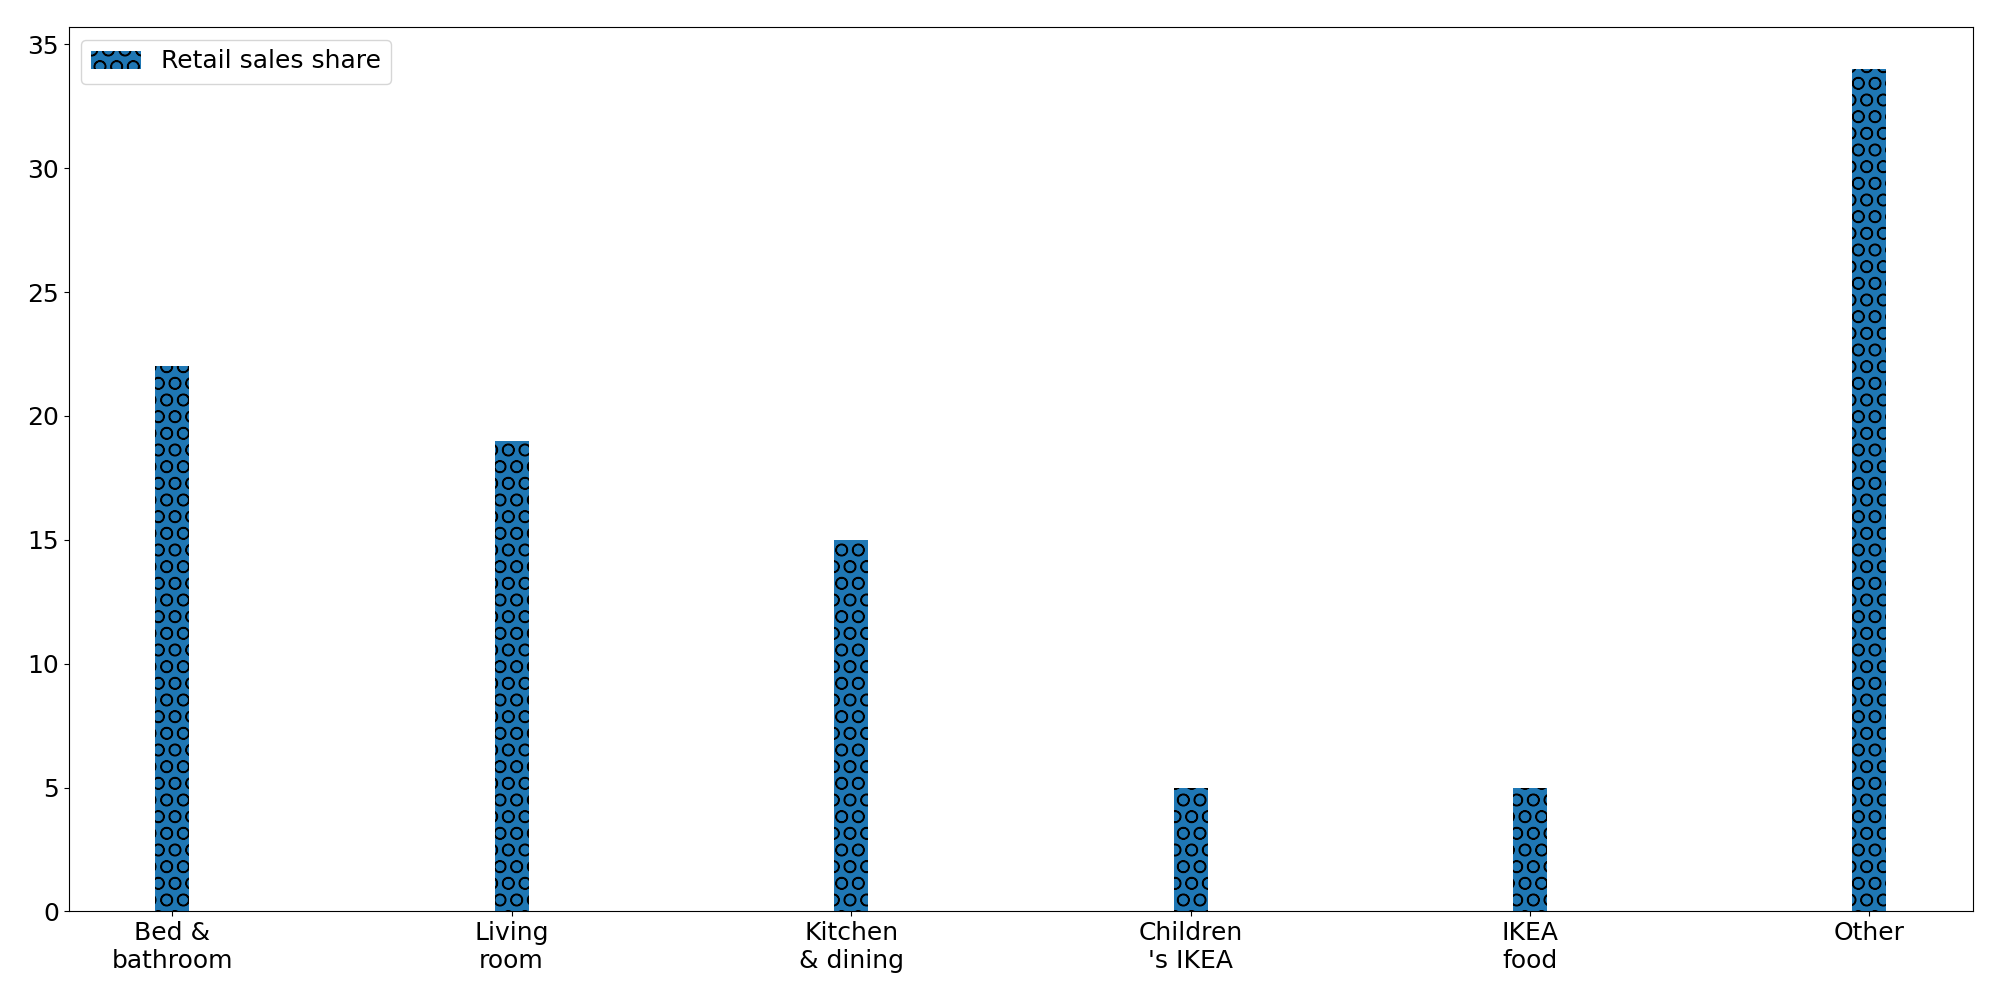 35
30
25
20
15
10
5
0
Retail sales share
Bed &
bathroom
Living
room
Kitchen
& dining
Children
's IKEA
IKEA
food
Other